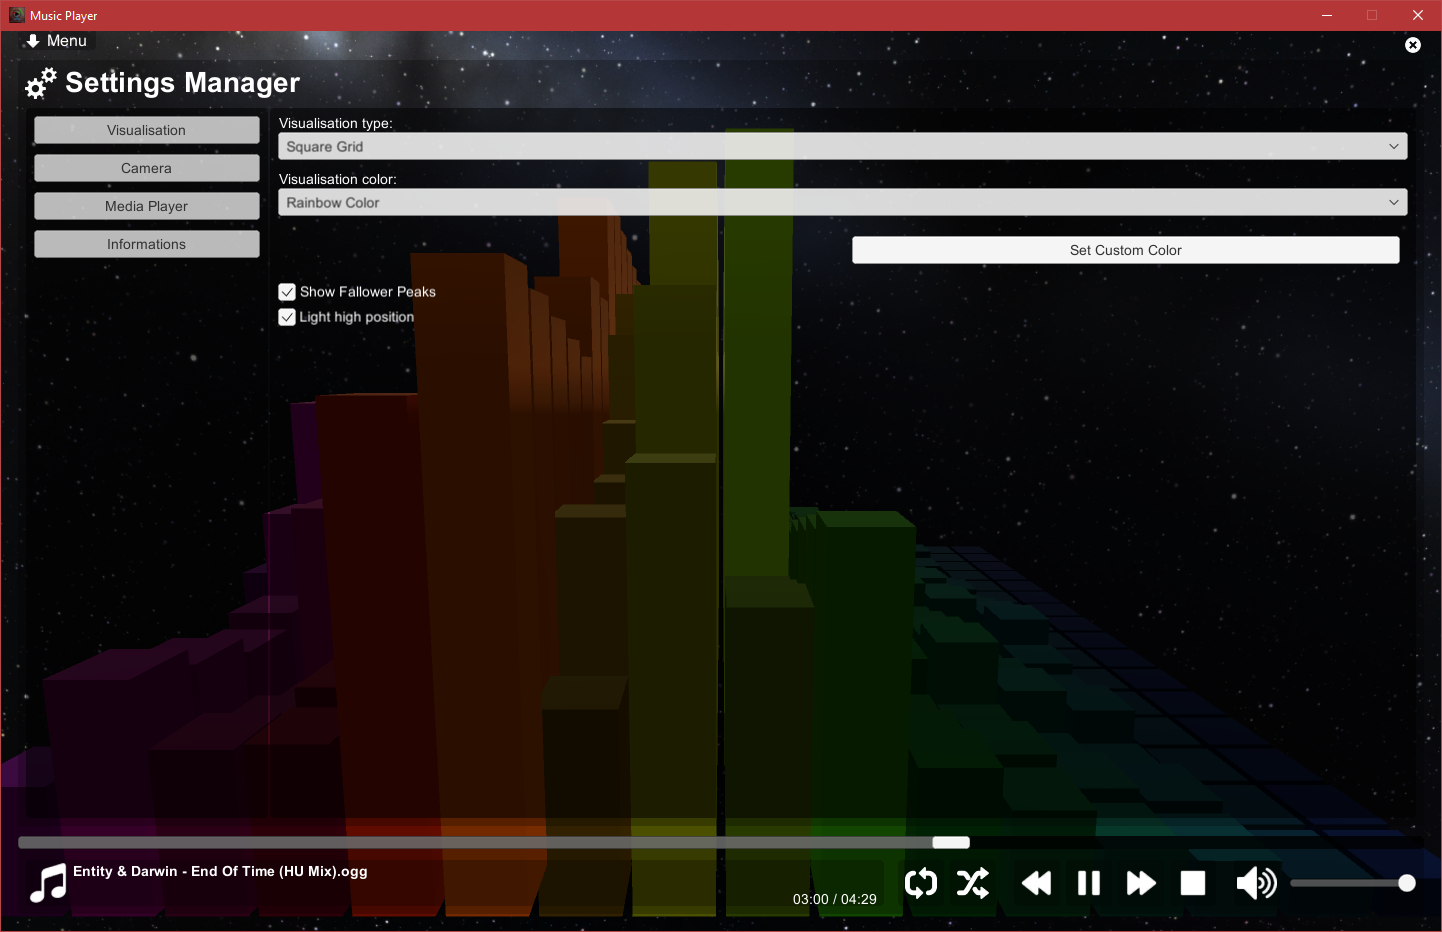 Music Player
Menu
Settings Manager
Visualisation
Camera
Media Player
Informations
Visualisation type:
Square Grid
Visualisation color:
Rainbow Color
Set Custom Color
Show Fallower Peaks
Light high position
Entity & Darwin - End Of Time (HU Mix).ogg
03:00 / 04:29